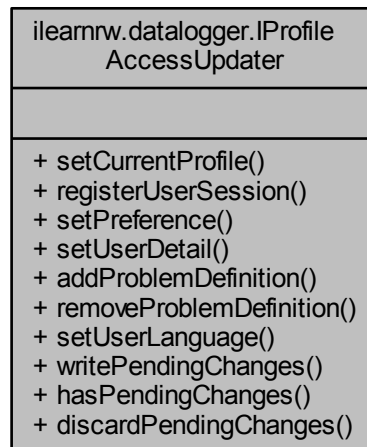 ilearnrw.datalogger.IProfile
AccessUpdater
+ setCurrentProfile()
+ registerUserSession()
+ setPreference()
+ setUserDetail()
+ addProblemDefinition()
+ removeProblemDefinition()
+ setUserLanguage()
+ writePendingChanges()
+ hasPendingChanges()
+ discardPendingChanges()